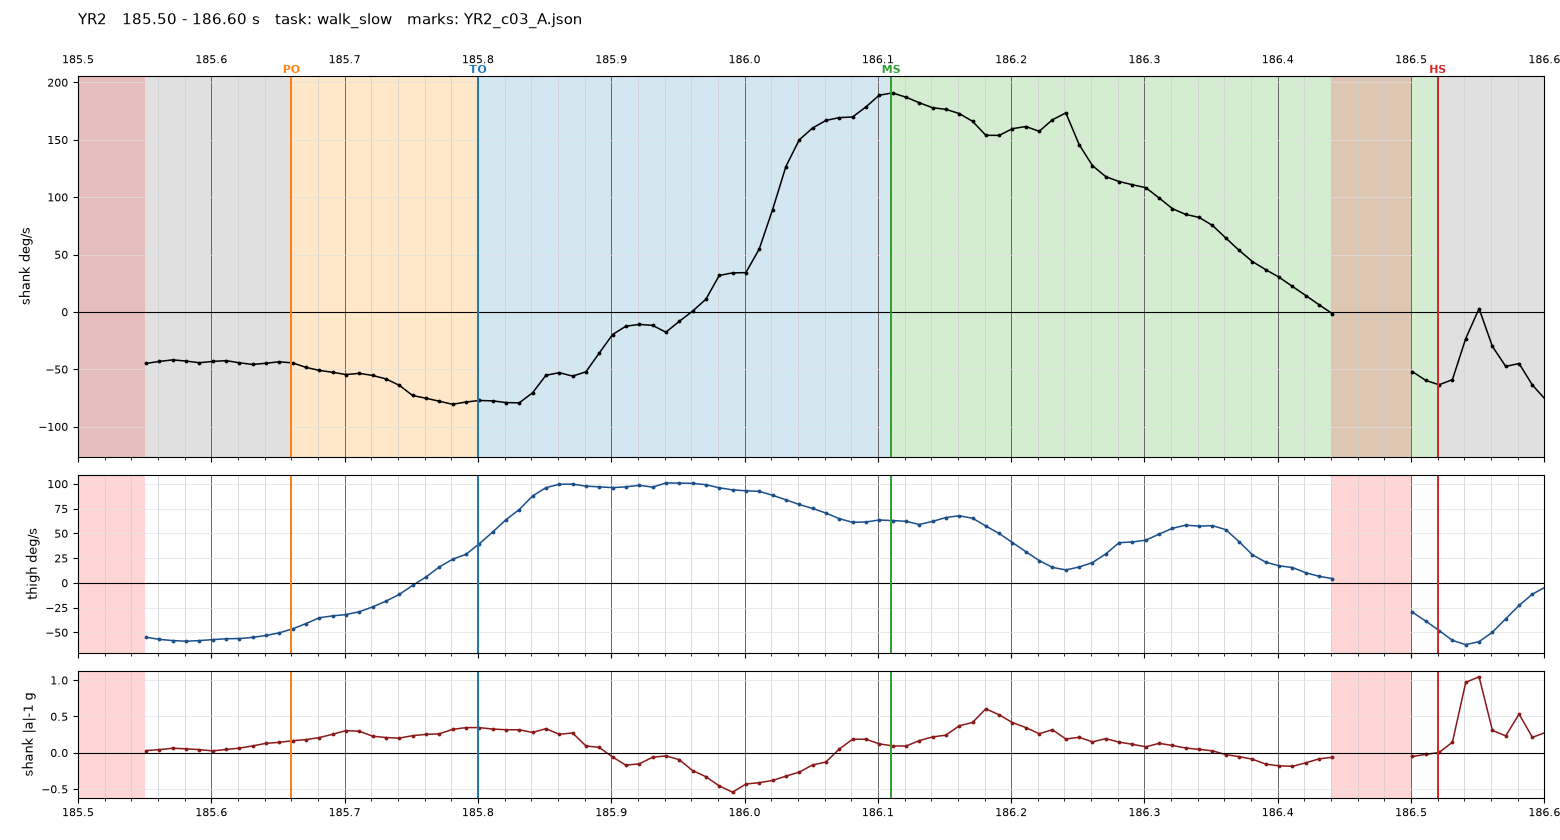 YR2   185.50 - 186.60 s   task: walk_slow   marks: YR2_c03_A.json
185.5 185.6 185.7 185.8 185.9 186.0 186.1 186.2 186.3 186.4 186.5 186.6
PO TO MS HS
200
150
100
50
0
−50
−100
shank deg/s
100
75
50
25
0
−25
−50
thigh deg/s
1.0
0.5
0.0
−0.5
shank |a|-1 g
185.5 185.6 185.7 185.8 185.9 186.0 186.1 186.2 186.3 186.4 186.5 186.6